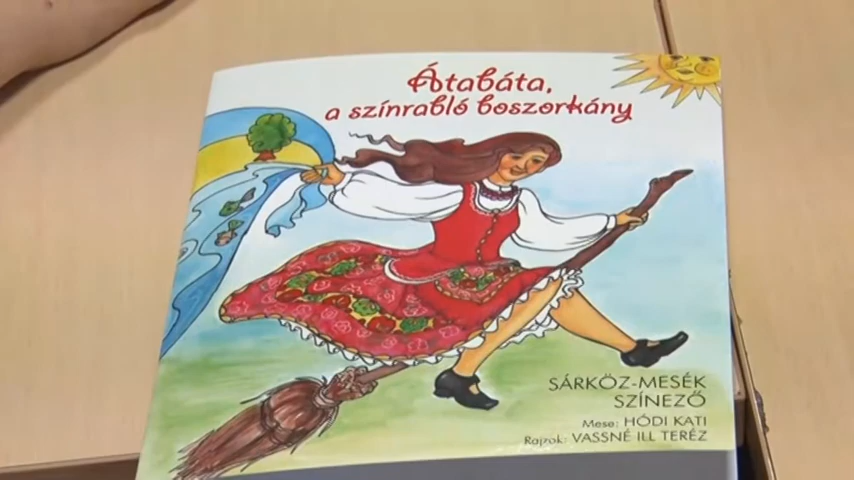 Átabáta,
a színrabló boszorkány
SÁRKÖZ-MESÉK
SZÍNEZŐ
Mese: HÓDI KATI
Rajzok: VASSNÉ ILL TERÉZ